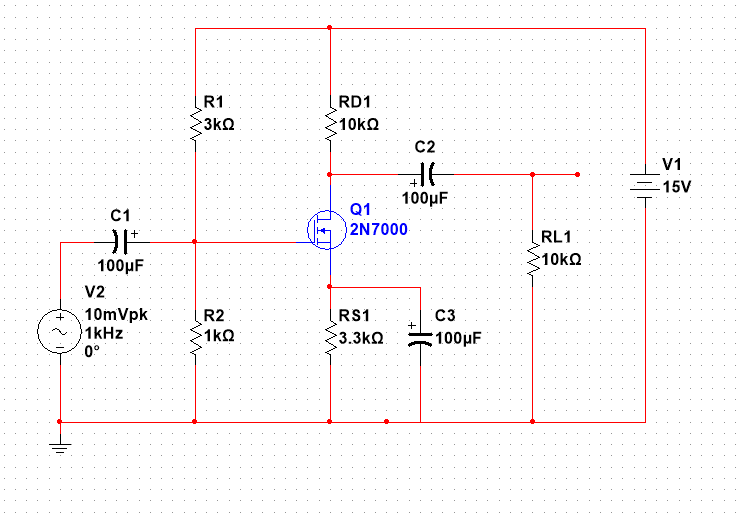 R1
3kΩ
RD1
10kΩ
C2
100µF
V1
15V
Q1
2N7000
C1
100µF
RL1
10kΩ
V2
10mVpk
1kHz
0°
R2
1kΩ
RS1
3.3kΩ
C3
100µF